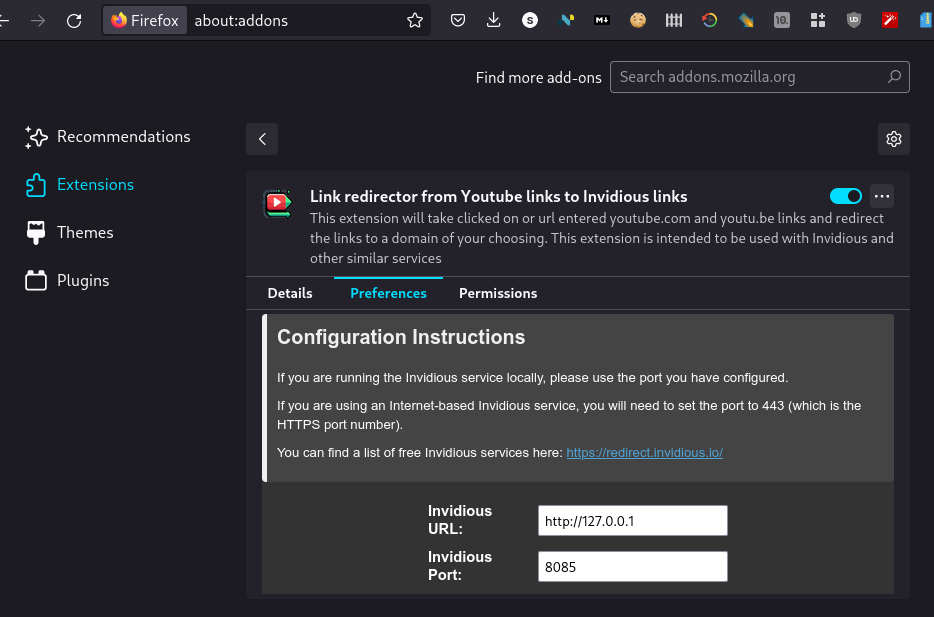 Firefox
about:addons
S
M
10.
Find more add-ons
Search addons.mozilla.org
Recommendations
Extensions
Themes
Plugins
Link redirector from Youtube links to Invidious links
This extension will take clicked on or url entered youtube.com and youtu.be links and redirect
the links to a domain of your choosing. This extension is intended to be used with Invidious and
other similar services
Details
Preferences
Permissions
Configuration Instructions
If you are running the Invidious service locally, please use the port you have configured.
If you are using an Internet-based Invidious service, you will need to set the port to 443 (which is the
HTTPS port number).
You can find a list of free Invidious services here: https://redirect.invidious.io/
Invidious
URL:
http://127.0.0.1
Invidious
Port:
8085